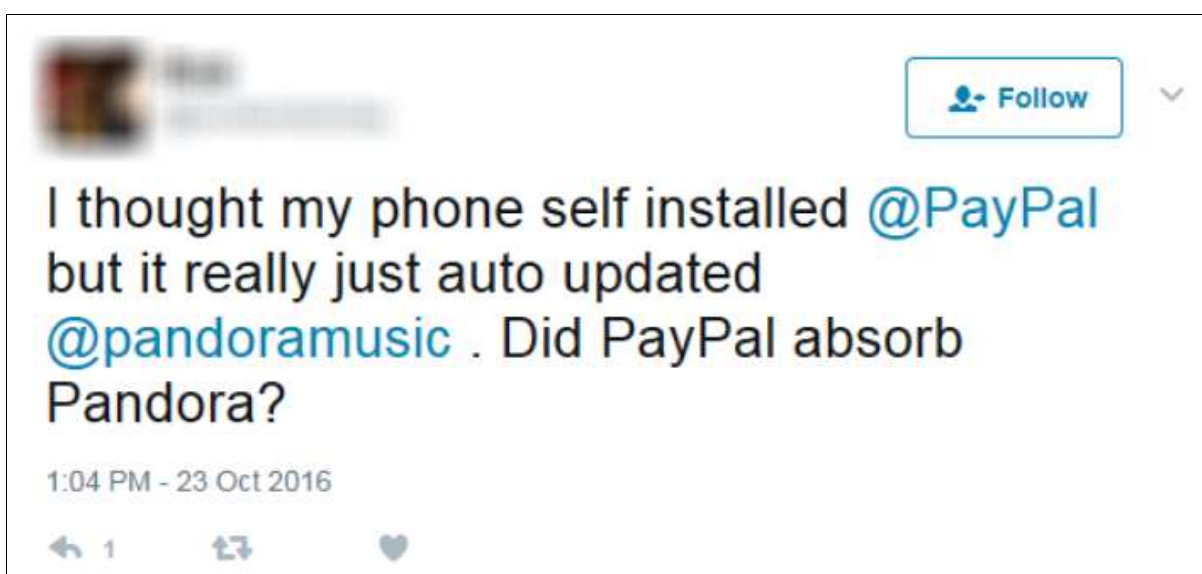 Follow
I thought my phone self installed @PayPal
but it really just auto updated
@pandoramusic . Did PayPal absorb
Pandora?
1:04 PM - 23 Oct 2016
1